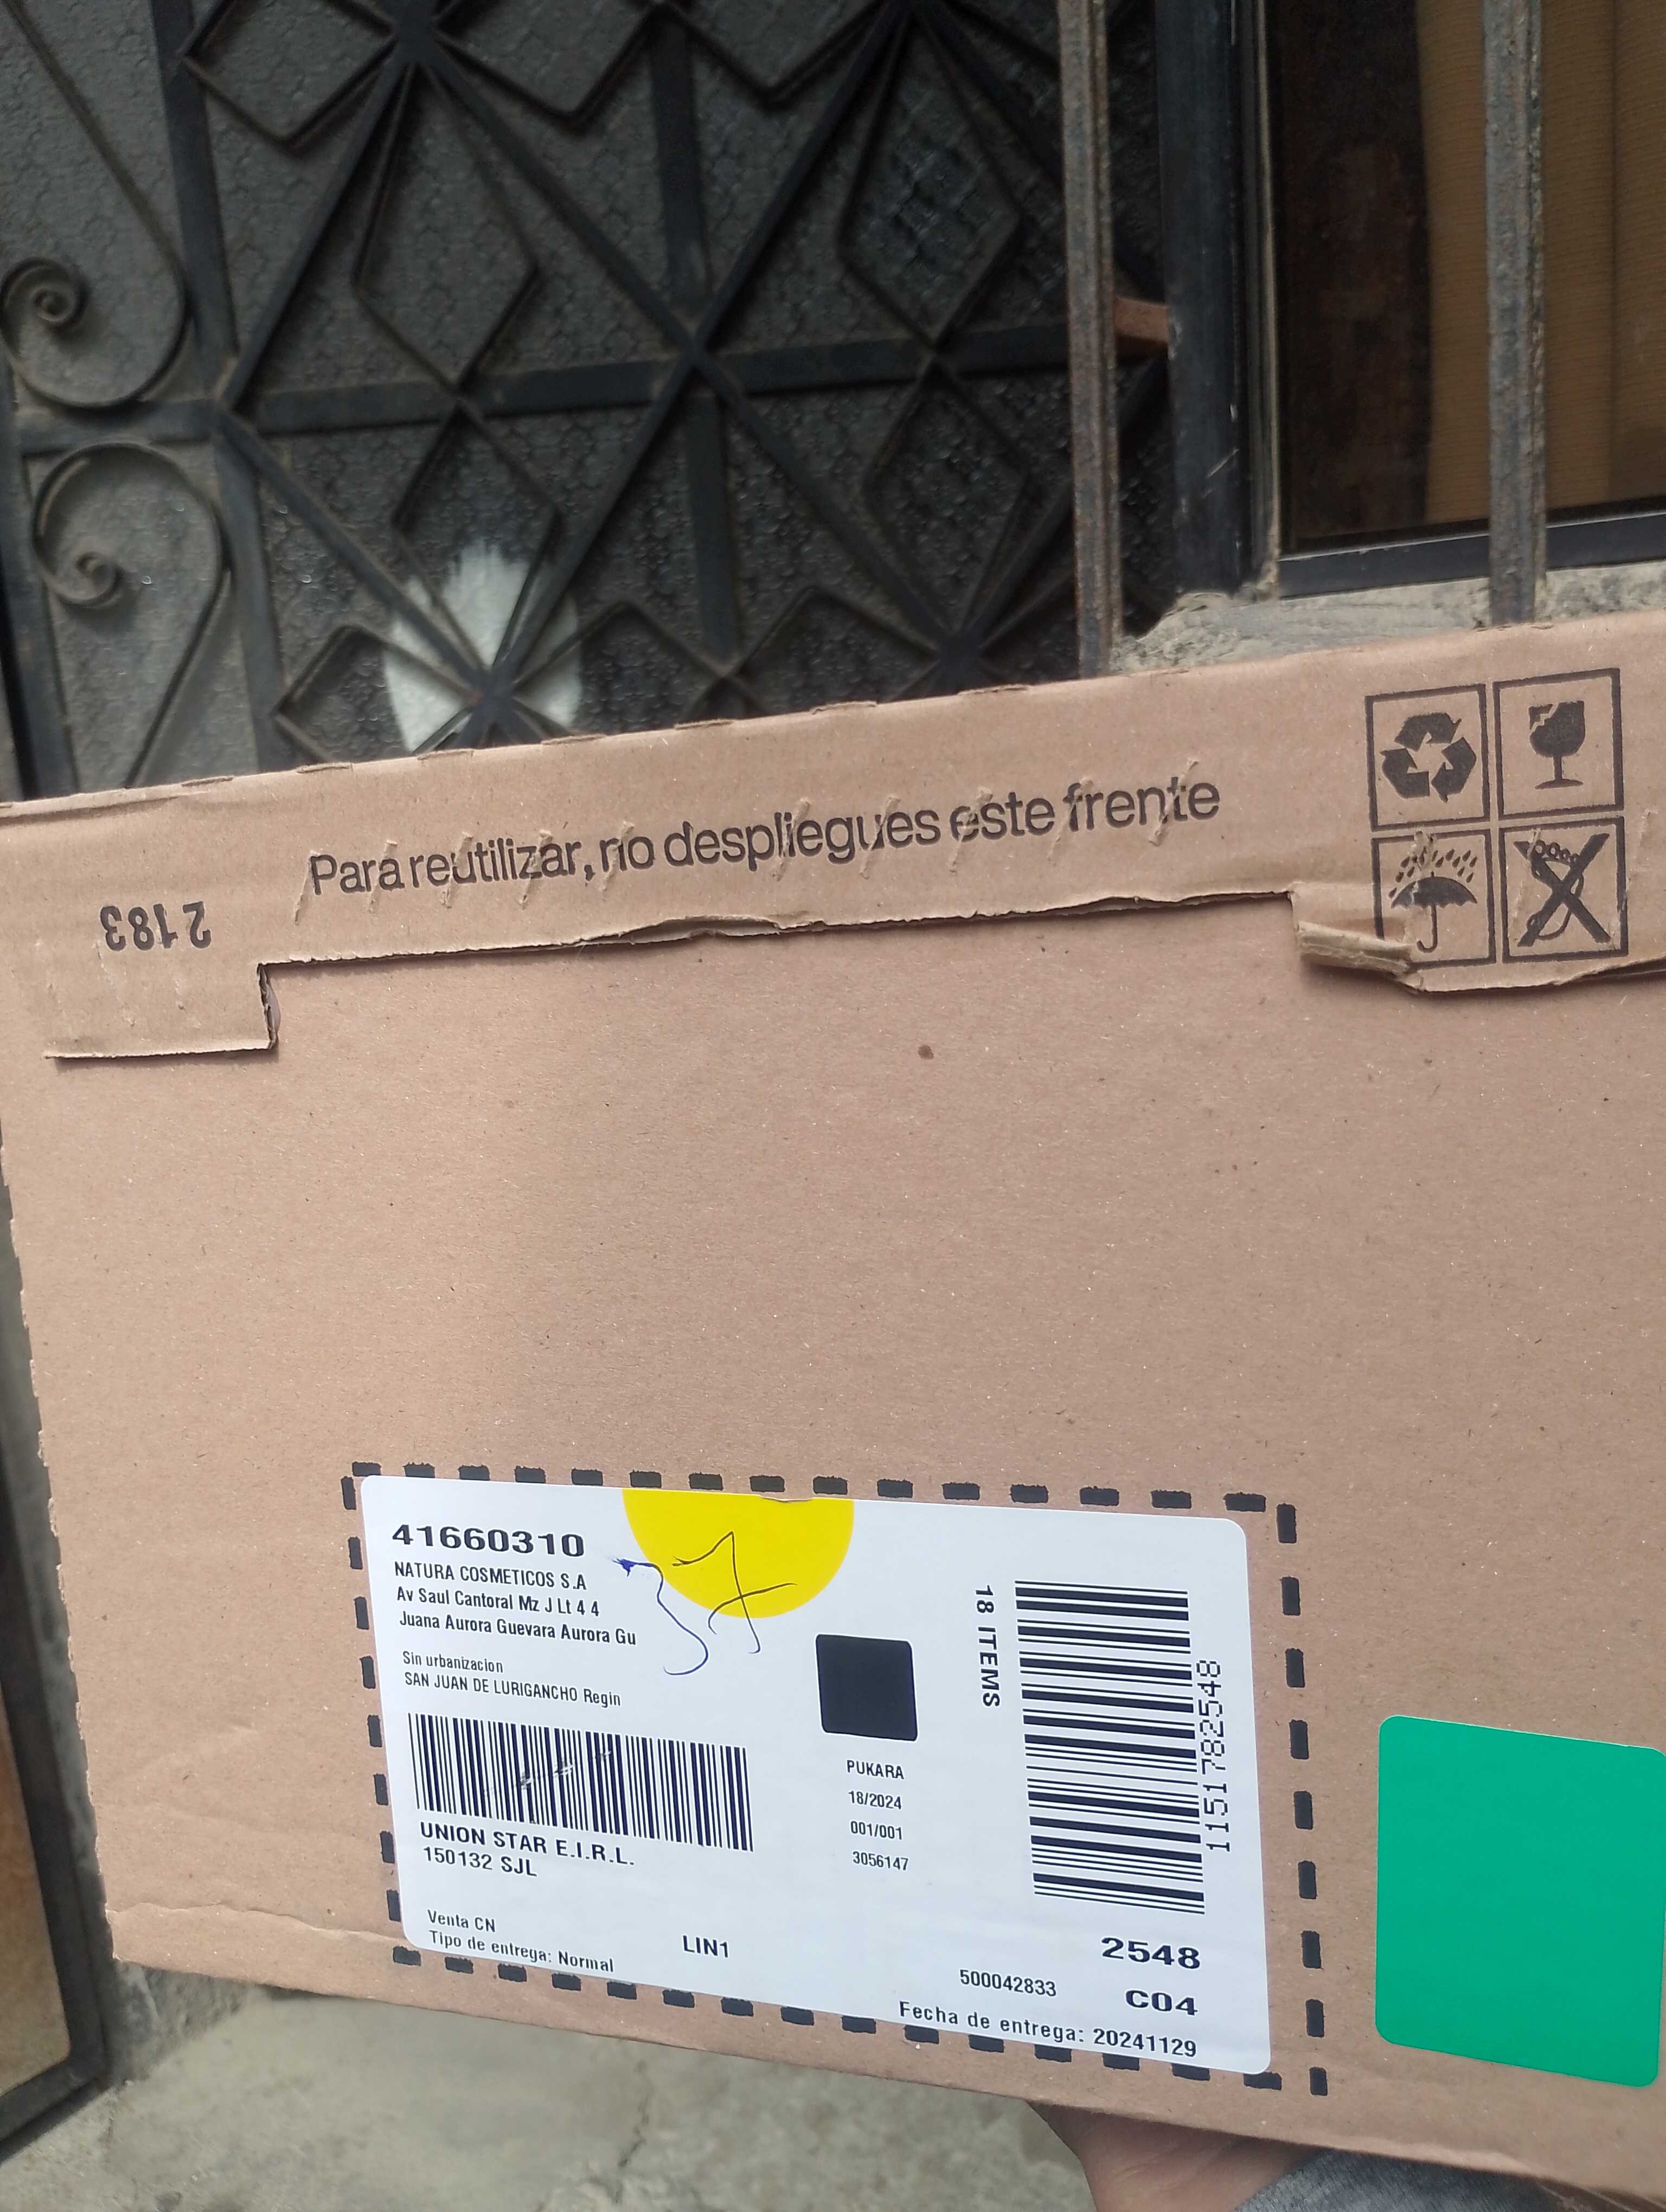 Para reutilizar, no despliegues este frente
2183
41660310
NATURA COSMETICOS S.A
Av Saul Cantoral Mz J Lt 4 4
Juana Aurora Guevara Aurora Gu
Sin urbanizacion
SAN JUAN DE LURIGANCHO Regin
UNION STAR E.I.R.L.
150132 SJL
Venta CN
Tipo de entrega: Normal
LIN1
PUKARA
18/2024
001/001
3056147
18 ITEMS
1151782548
2548
500042833
C04
Fecha de entrega: 20241129